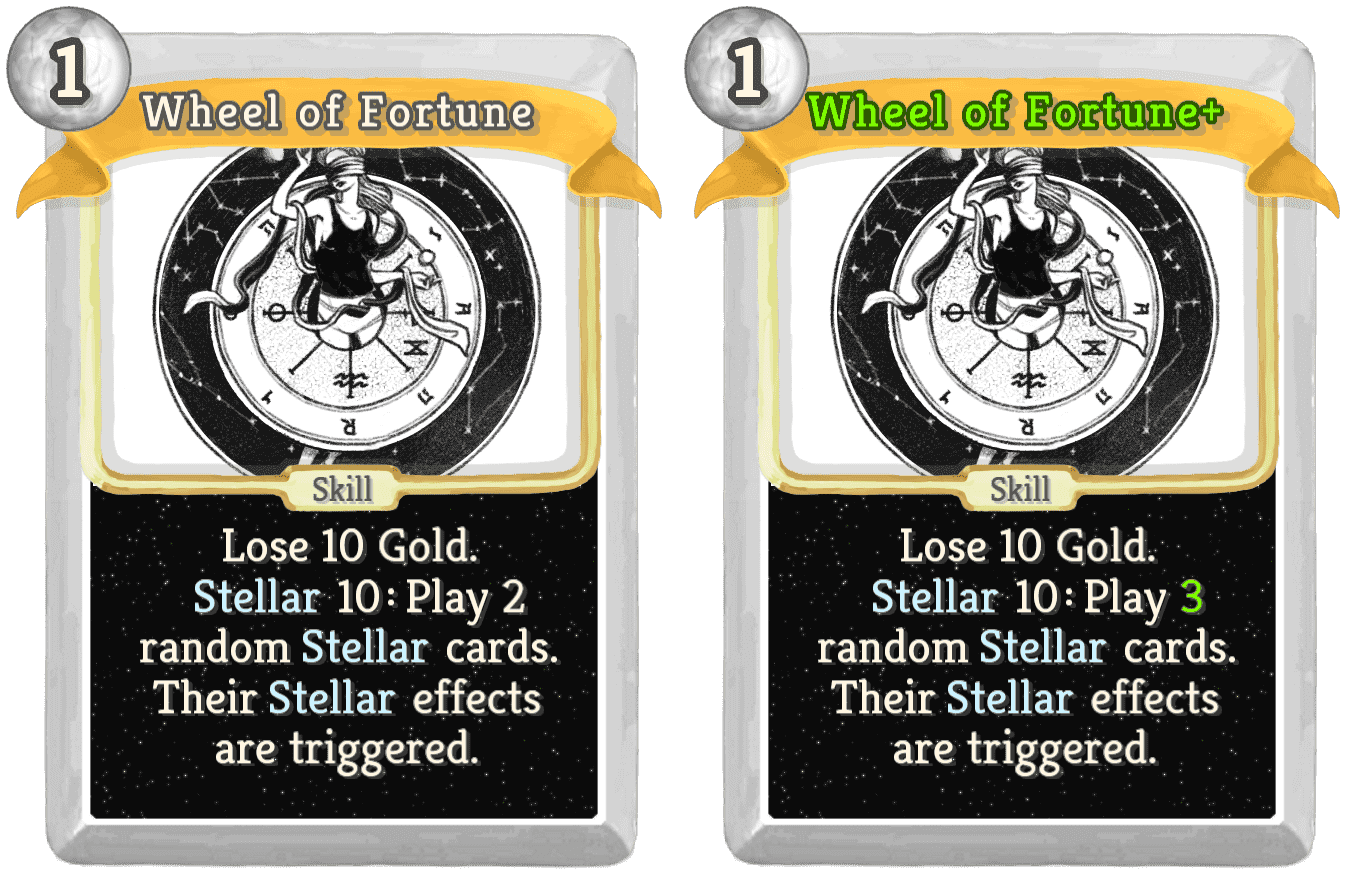 1
Wheel of Fortune
Skill
Lose 10 Gold.
Stellar 10: Play 2
random Stellar cards.
Their Stellar effects
are triggered.
1
Wheel of Fortune+
Skill
Lose 10 Gold.
Stellar 10: Play 3
random Stellar cards.
Their Stellar effects
are triggered.